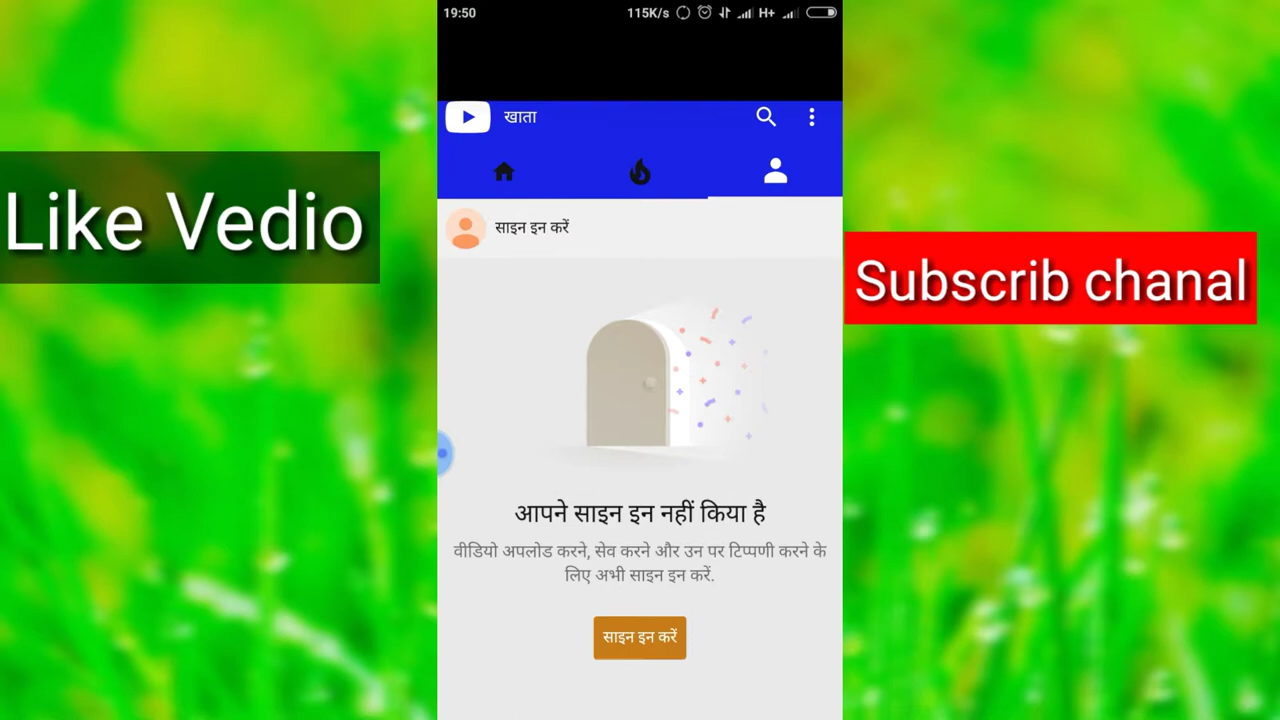 19:50
115K/s H+
खाता
Like Vedio
साइन इन करें
Subscrib chanal
आपने साइन इन नहीं किया है
वीडियो अपलोड करने, सेव करने और उन पर टिप्पणी करने के
लिए अभी साइन इन करें.
साइन इन करें